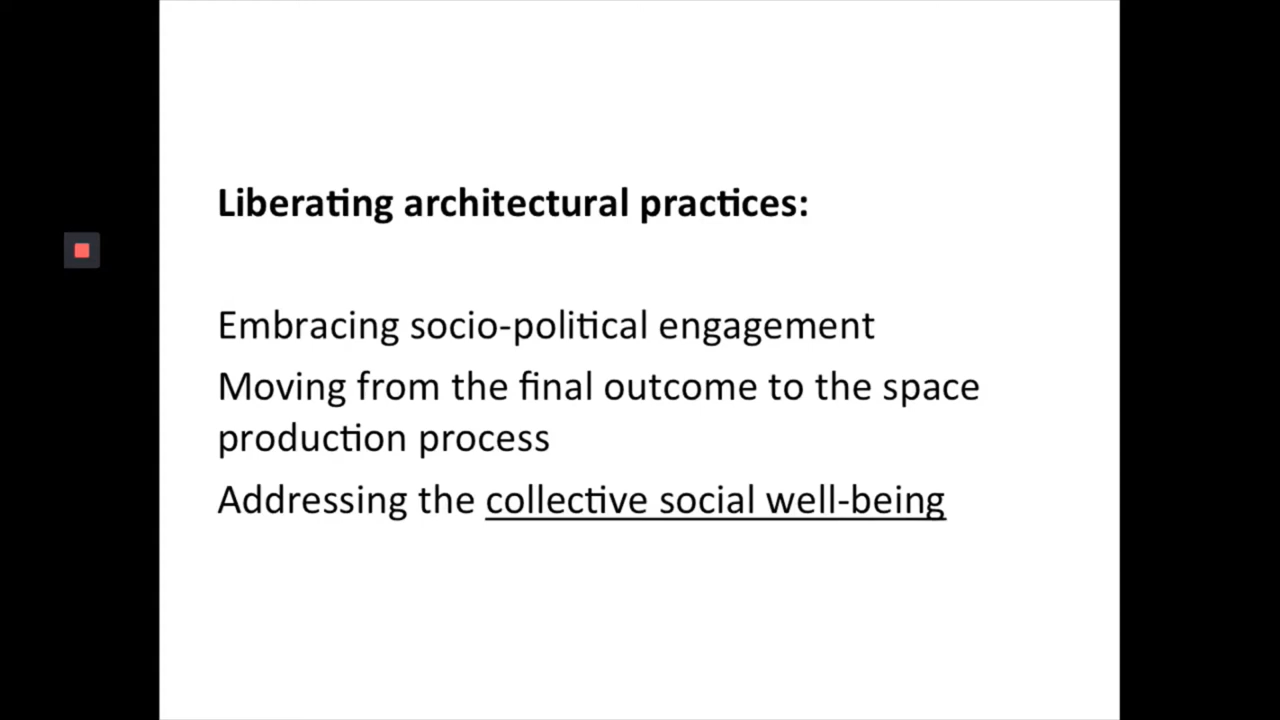 Liberating architectural practices:
Embracing socio-political engagement
Moving from the final outcome to the space
production process
Addressing the collective social well-being